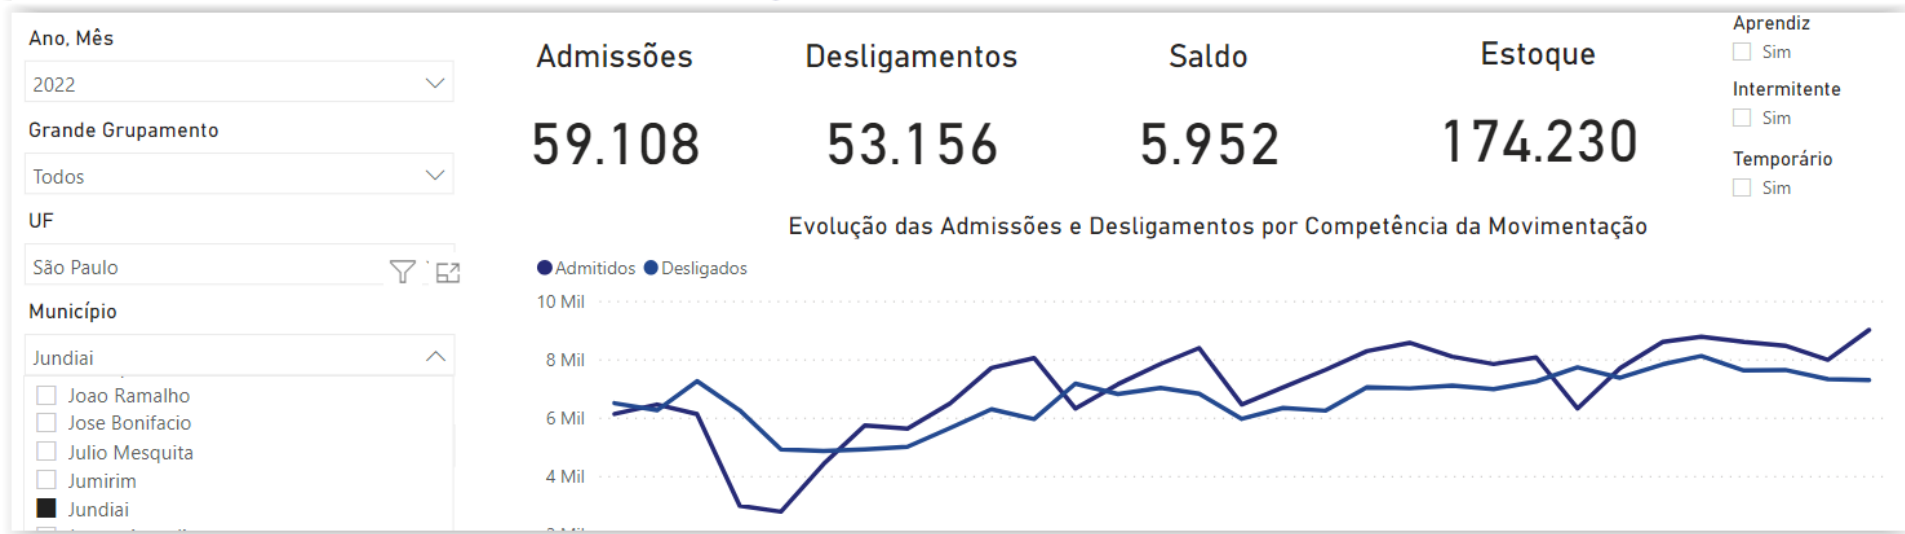 Ano, Mês
2022
Grande Grupamento
Todos
UF
São Paulo
Município
Jundiai
Joao Ramalho
Jose Bonifacio
Julio Mesquita
Jumirim
Jundiai
Admissões
59.108
Desligamentos
53.156
Saldo
5.952
Estoque
174.230
Aprendiz
Sim
Intermitente
Sim
Temporário
Sim
Evolução das Admissões e Desligamentos por Competência da Movimentação
Admitidos Desligados
10 Mil
8 Mil
6 Mil
4 Mil